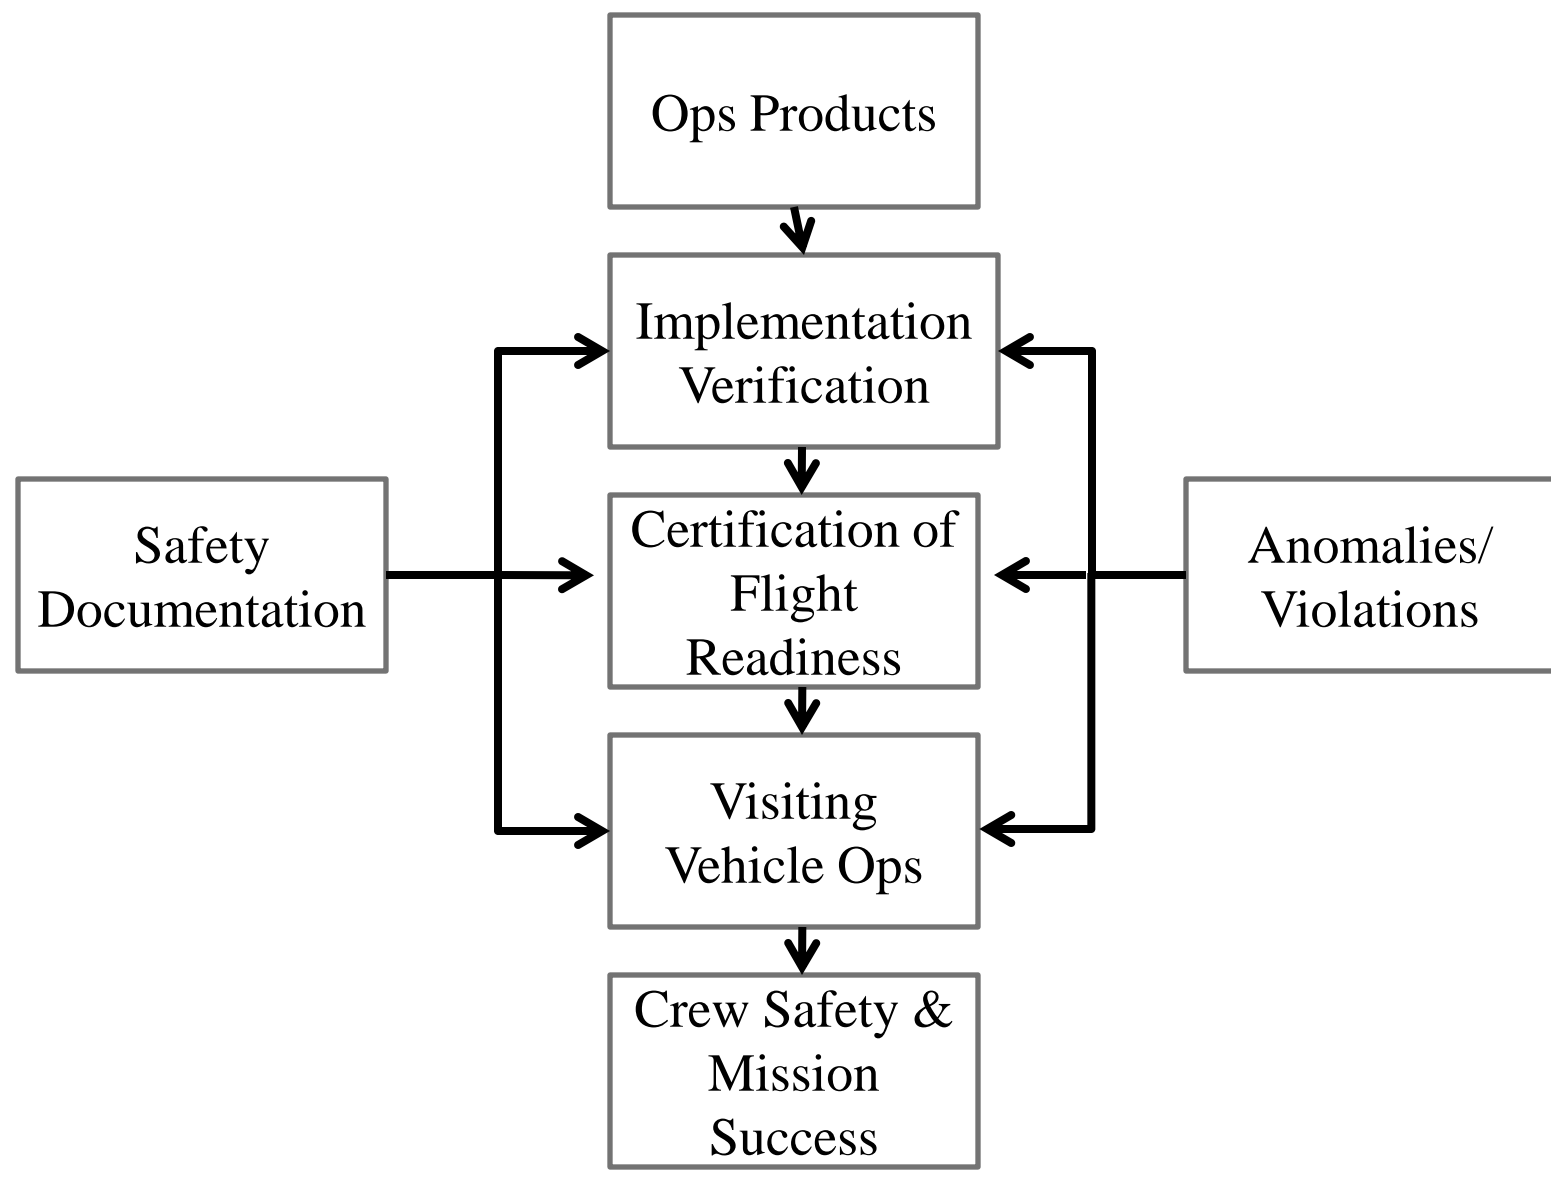 Ops Products
Implementation
Verification
Safety
Documentation
Certification of
Flight
Readiness
Anomalies/
Violations
Visiting
Vehicle Ops
Crew Safety &
Mission
Success